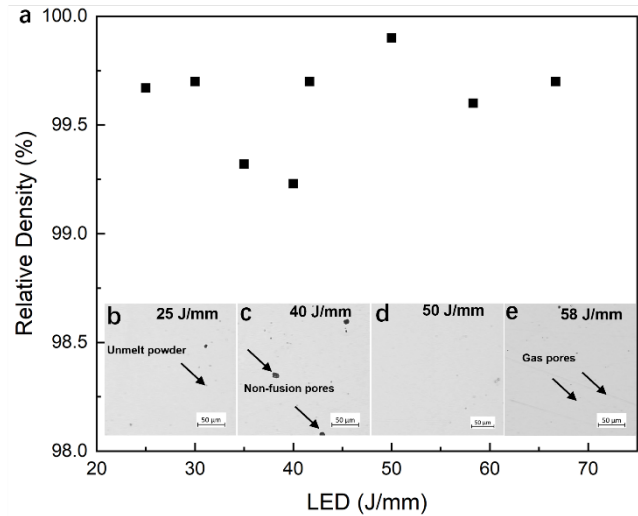 a
100.0
99.5
99.0
98.5
98.0
Relative Density (%)
b 25 J/mm
Unmelt powder
50 µm
c 40 J/mm
Non-fusion pores
50 µm
d 50 J/mm
50 µm
e 58 J/mm
Gas pores
50 µm
20 30 40 50 60 70
LED (J/mm)